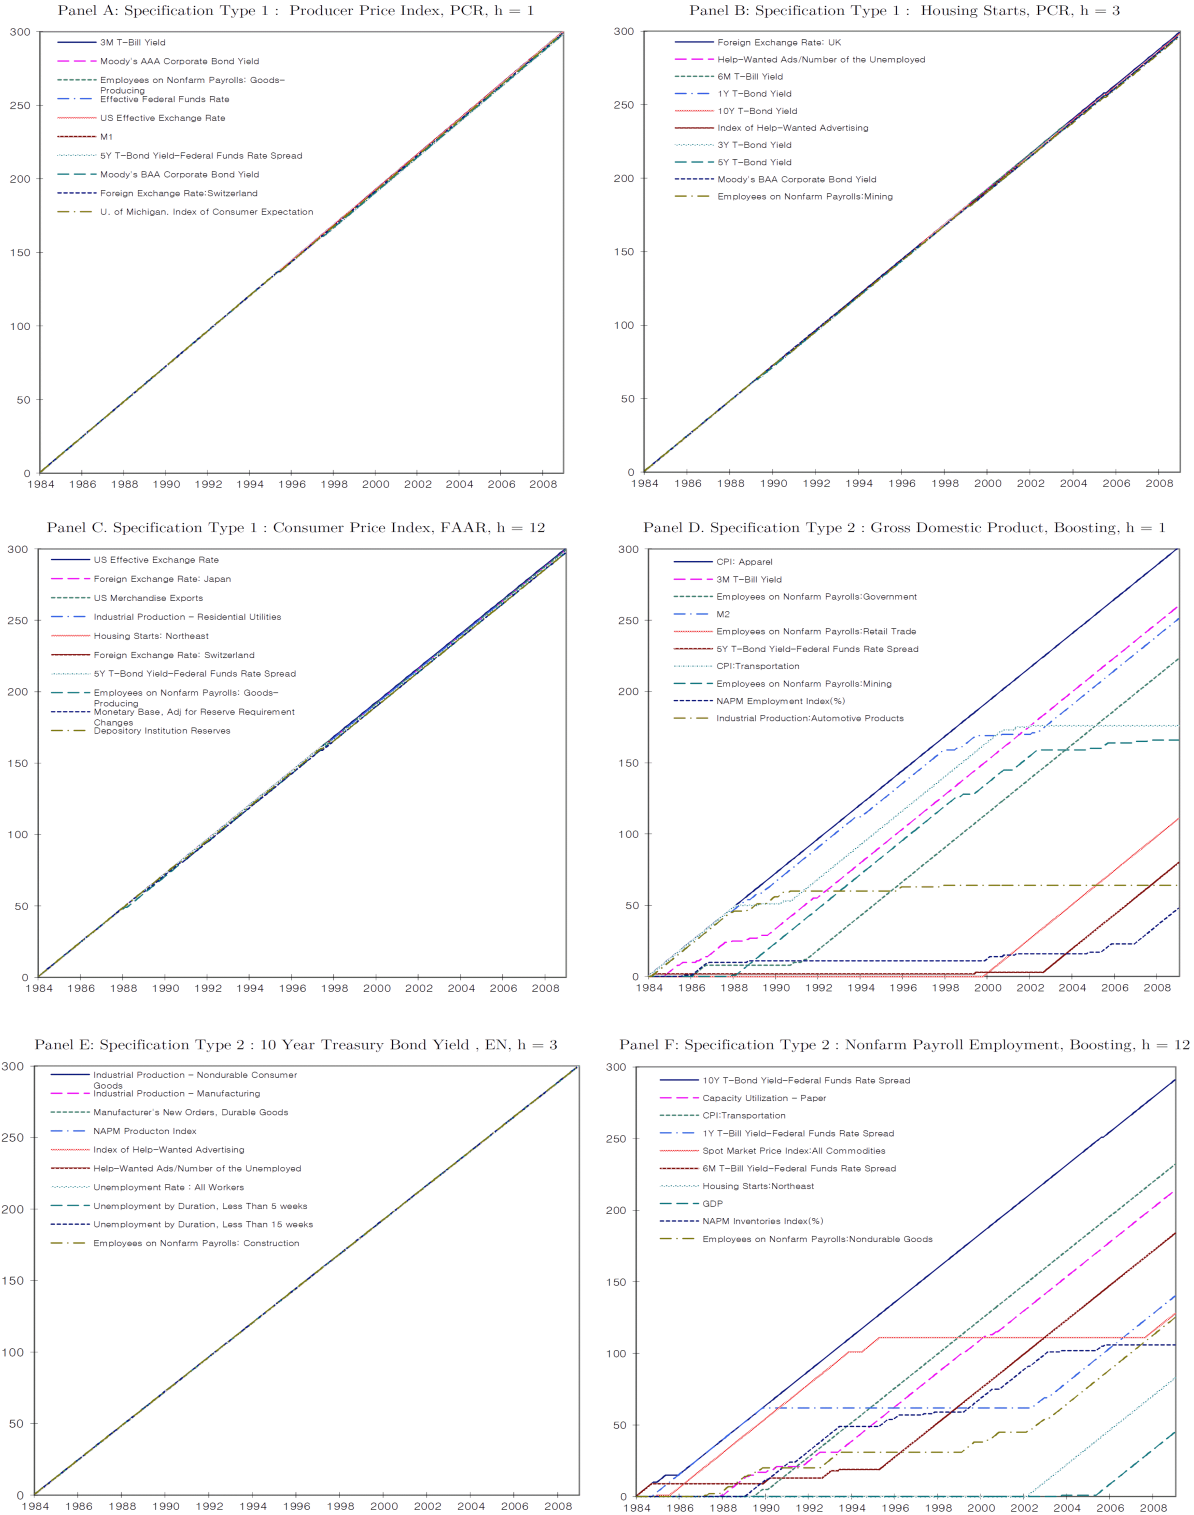 Panel A: Specification Type 1 : Producer Price Index, PCR, h = 1
300
250
200
150
100
50
0
3M T-Bill Yield
Moody's AAA Corporate Bond Yield
Employees on Nonfarm Payrolls: Goods-
Producing
Effective Federal Funds Rate
US Effective Exchange Rate
M1
5Y T-Bond Yield-Federal Funds Rate Spread
Moody's BAA Corporate Bond Yield
Foreign Exchange Rate:Switzerland
U. of Michigan. Index of Consumer Expectation
1984 1986 1988 1990 1992 1994 1996 1998 2000 2002 2004 2006 2008
Panel B: Specification Type 1 : Housing Starts, PCR, h = 3
300
250
200
150
100
50
0
Foreign Exchange Rate: UK
Help-Wanted Ads/Number of the Unemployed
6M T-Bill Yield
1Y T-Bond Yield
10Y T-Bond Yield
Index of Help-Wanted Advertising
3Y T-Bond Yield
5Y T-Bond Yield
Moody's BAA Corporate Bond Yield
Employees on Nonfarm Payrolls:Mining
1984 1986 1988 1990 1992 1994 1996 1998 2000 2002 2004 2006 2008
Panel C. Specification Type 1 : Consumer Price Index, FAAR, h = 12
300
250
200
150
100
50
0
US Effective Exchange Rate
Foreign Exchange Rate: Japan
US Merchandise Exports
Industrial Production - Residential Utilities
Housing Starts: Northeast
Foreign Exchange Rate: Switzerland
5Y T-Bond Yield-Federal Funds Rate Spread
Employees on Nonfarm Payrolls: Goods-
Producing
Monetary Base, Adj for Reserve Requirement
Changes
Depository Institution Reserves
1984 1986 1988 1990 1992 1994 1996 1998 2000 2002 2004 2006 2008
Panel D. Specification Type 2 : Gross Domestic Product, Boosting, h = 1
300
250
200
150
100
50
0
CPI: Apparel
3M T-Bill Yield
Employees on Nonfarm Payrolls:Government
M2
Employees on Nonfarm Payrolls:Retail Trade
5Y T-Bond Yield-Federal Funds Rate Spread
CPI:Transportation
Employees on Nonfarm Payrolls:Mining
NAPM Employment Index(%)
Industrial Production:Automotive Products
1984 1986 1988 1990 1992 1994 1996 1998 2000 2002 2004 2006 2008
Panel E: Specification Type 2 : 10 Year Treasury Bond Yield , EN, h = 3
300
250
200
150
100
50
0
Industrial Production - Nondurable Consumer
Goods
Industrial Production - Manufacturing
Manufacturer's New Orders, Durable Goods
NAPM Producton Index
Index of Help-Wanted Advertising
Help-Wanted Ads/Number of the Unemployed
Unemployment Rate : All Workers
Unemployment by Duration, Less Than 5 weeks
Unemployment by Duration, Less Than 15 weeks
Employees on Nonfarm Payrolls: Construction
1984 1986 1988 1990 1992 1994 1996 1998 2000 2002 2004 2006 2008
Panel F: Specification Type 2 : Nonfarm Payroll Employment, Boosting, h = 12
300
250
200
150
100
50
0
10Y T-Bond Yield-Federal Funds Rate Spread
Capacity Utilization - Paper
CPI:Transportation
1Y T-Bill Yield-Federal Funds Rate Spread
Spot Market Price Index:All Commodities
6M T-Bill Yield-Federal Funds Rate Spread
Housing Starts:Northeast
GDP
NAPM Inventories Index(%)
Employees on Nonfarm Payrolls:Nondurable Goods
1984 1986 1988 1990 1992 1994 1996 1998 2000 2002 2004 2006 2008